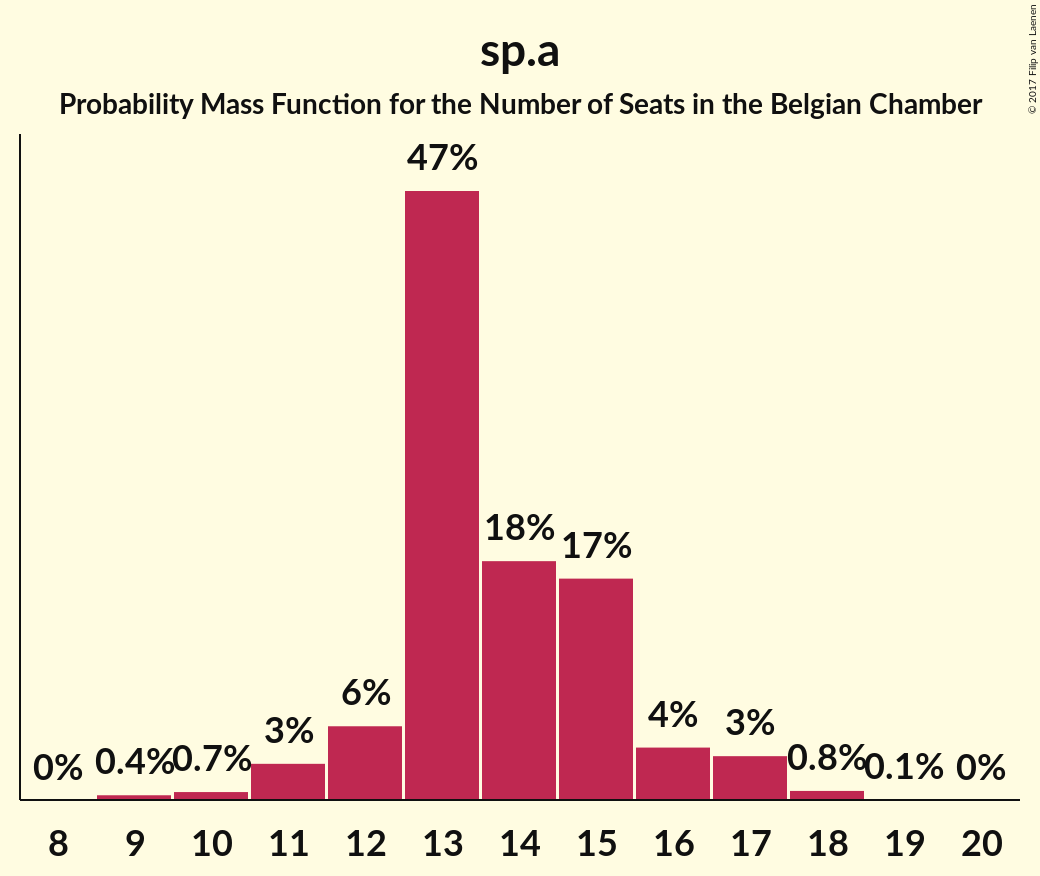 sp.a
Probability Mass Function for the Number of Seats in the Belgian Chamber
© 2017 Filip van Laenen
47%
18%
17%
6%
4%
3%
3%
0% 0.4% 0.7% 0.8% 0.1% 0%
8 9 10 11 12 13 14 15 16 17 18 19 20